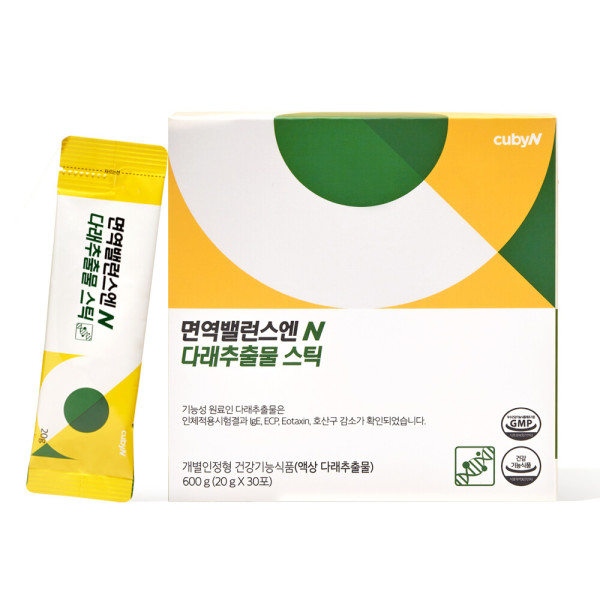 cubyN
면역밸런스엔 N
다래추출물 스틱
기능성 원료인 다래추출물은
인체적용시험결과 IgE, ECP, Eotaxin, 호산구 감소가 확인되었습니다.
GMP
개별인정형 건강기능식품(액상 다래추출물)
600 g (20 g X 30포)
건강
기능식품
면역밸런스엔 N
다래추출물 스틱
20g
cubyN